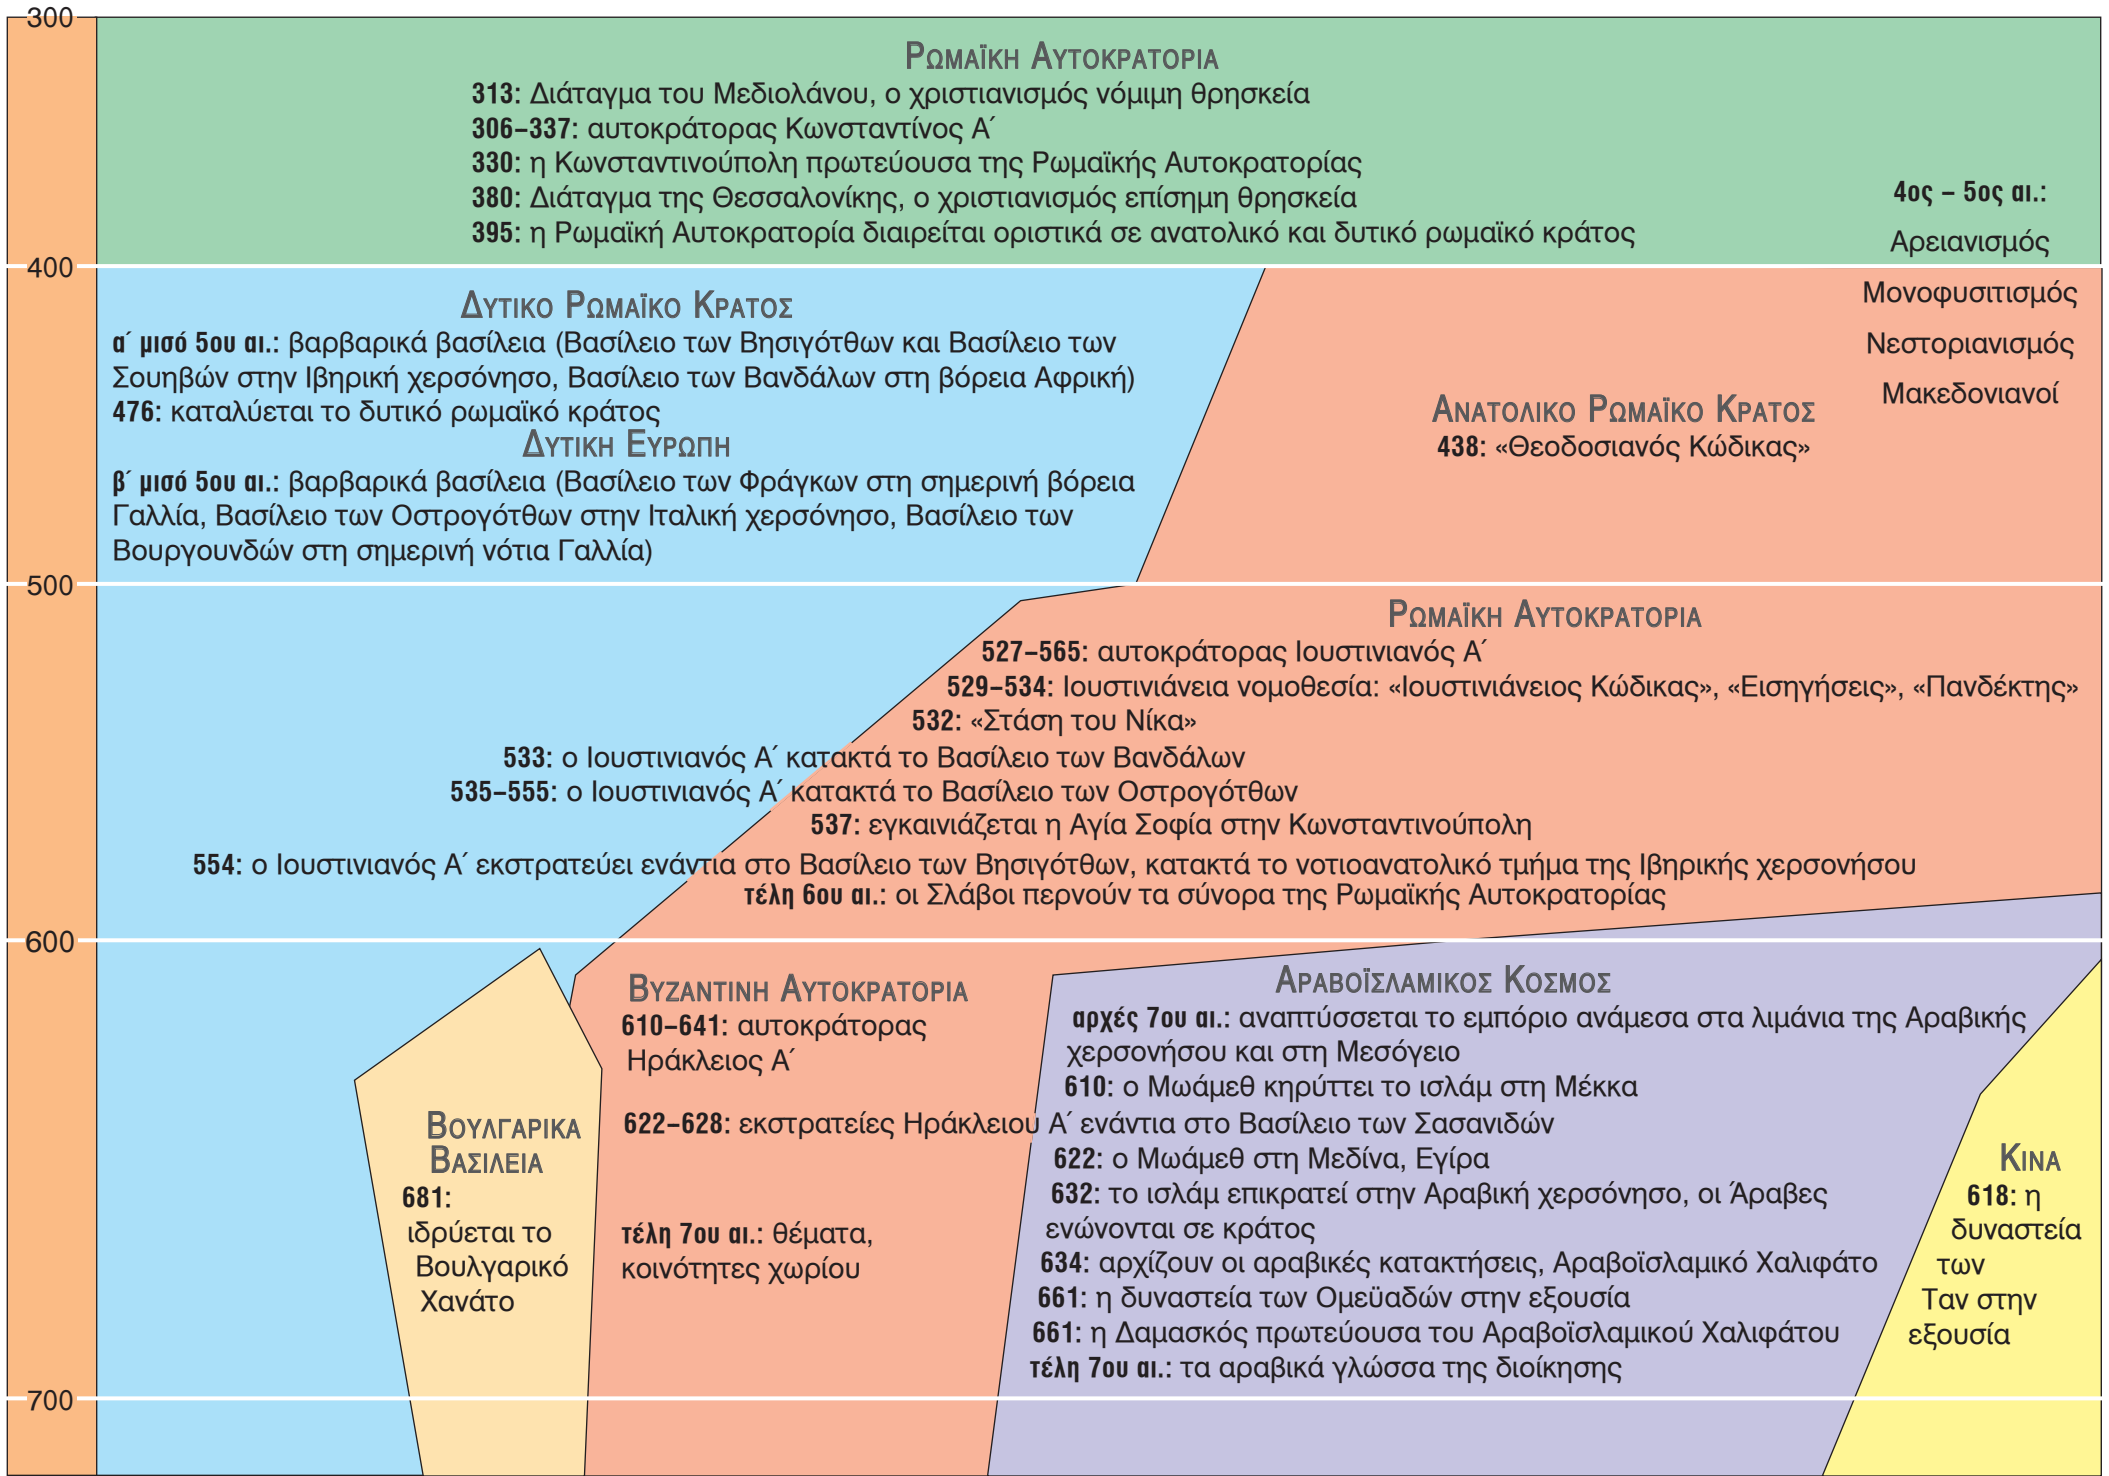 300
ΡΩΜΑΪΚΗ ΑΥΤΟΚΡΑΤΟΡΙΑ
313: Διάταγμα του Μεδιολάνου, ο χριστιανισμός νόμιμη θρησκεία
306–337: αυτοκράτορας Κωνσταντίνος Α΄
330: η Κωνσταντινούπολη πρωτεύουσα της Ρωμαϊκής Αυτοκρατορίας
380: Διάταγμα της Θεσσαλονίκης, ο χριστιανισμός επίσημη θρησκεία
395: η Ρωμαϊκή Αυτοκρατορία διαιρείται οριστικά σε ανατολικό και δυτικό ρωμαϊκό κράτος
4ος – 5ος αι.:
Αρειανισμός
Μονοφυσιτισμός
Νεστοριανισμός
Μακεδονιανοί
400
ΔΥΤΙΚΟ ΡΩΜΑΪΚΟ ΚΡΑΤΟΣ
α΄ μισό 5ου αι.: βαρβαρικά βασίλεια (Βασίλειο των Βησιγότθων και Βασίλειο των
Σουηβών στην Ιβηρική χερσόνησο, Βασίλειο των Βανδάλων στη βόρεια Αφρική)
476: καταλύεται το δυτικό ρωμαϊκό κράτος
ΔΥΤΙΚΗ ΕΥΡΩΠΗ
β΄ μισό 5ου αι.: βαρβαρικά βασίλεια (Βασίλειο των Φράγκων στη σημερινή βόρεια
Γαλλία, Βασίλειο των Οστρογότθων στην Ιταλική χερσόνησο, Βασίλειο των
Βουργουνδών στη σημερινή νότια Γαλλία)
ΑΝΑΤΟΛΙΚΟ ΡΩΜΑΪΚΟ ΚΡΑΤΟΣ
438: «Θεοδοσιανός Κώδικας»
500
ΡΩΜΑΪΚΗ ΑΥΤΟΚΡΑΤΟΡΙΑ
527–565: αυτοκράτορας Ιουστινιανός Α΄
529–534: Ιουστινιάνεια νομοθεσία: «Ιουστινιάνειος Κώδικας», «Εισηγήσεις», «Πανδέκτης»
532: «Στάση του Νίκα»
533: ο Ιουστινιανός Α΄ κατακτά το Βασίλειο των Βανδάλων
535–555: ο Ιουστινιανός Α΄ κατακτά το Βασίλειο των Οστρογότθων
537: εγκαινιάζεται η Αγία Σοφία στην Κωνσταντινούπολη
554: ο Ιουστινιανός Α΄ εκστρατεύει ενάντια στο Βασίλειο των Βησιγότθων, κατακτά το νοτιοανατολικό τμήμα της Ιβηρικής χερσονήσου
τέλη 6ου αι.: οι Σλάβοι περνούν τα σύνορα της Ρωμαϊκής Αυτοκρατορίας
600
ΒΟΥΛΓΑΡΙΚΑ
ΒΑΣΙΛΕΙΑ
681:
ιδρύεται το
Βουλγαρικό
Χανάτο
ΒΥΖΑΝΤΙΝΗ ΑΥΤΟΚΡΑΤΟΡΙΑ
610–641: αυτοκράτορας
Ηράκλειος Α΄
622–628: εκστρατείες Ηράκλειου Α΄ ενάντια στο Βασίλειο των Σασανιδών
τέλη 7ου αι.: θέματα,
κοινότητες χωρίου
ΑΡΑΒΟΪΣΛΑΜΙΚΟΣ ΚΟΣΜΟΣ
αρχές 7ου αι.: αναπτύσσεται το εμπόριο ανάμεσα στα λιμάνια της Αραβικής
χερσονήσου και στη Μεσόγειο
610: ο Μωάμεθ κηρύττει το ισλάμ στη Μέκκα
622: ο Μωάμεθ στη Μεδίνα, Εγίρα
632: το ισλάμ επικρατεί στην Αραβική χερσόνησο, οι Άραβες
ενώνονται σε κράτος
634: αρχίζουν οι αραβικές κατακτήσεις, Αραβοϊσλαμικό Χαλιφάτο
661: η δυναστεία των Ομεϋαδών στην εξουσία
661: η Δαμασκός πρωτεύουσα του Αραβοϊσλαμικού Χαλιφάτου
τέλη 7ου αι.: τα αραβικά γλώσσα της διοίκησης
ΚΙΝΑ
618: η
δυναστεία
των
Ταν στην
εξουσία
700